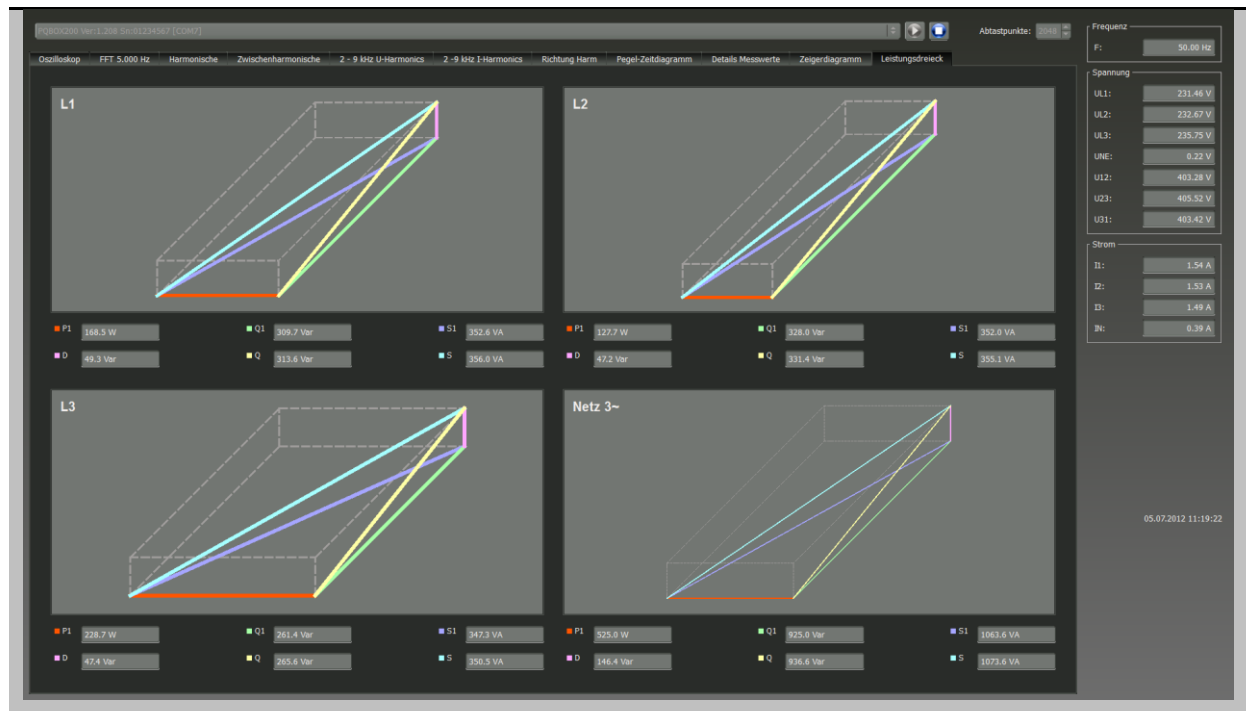 PQBOX200 Ver:1.208 Sn:01234567 [COM7]
Abtastpunkte: 2048
Oszilloskop FFT 5.000 Hz Harmonische Zwischenharmonische 2 - 9 kHz U-Harmonics 2 -9 kHz I-Harmonics Richtung Harm Pegel-Zeitdiagramm Details Messwerte Zeigerdiagramm Leistungsdreieck
L1
P1 168.5 W Q1 309.7 Var S1 352.6 VA
D 49.3 Var Q 313.6 Var S 356.0 VA
L2
P1 127.7 W Q1 328.0 Var S1 352.0 VA
D 47.2 Var Q 331.4 Var S 355.1 VA
L3
P1 228.7 W Q1 261.4 Var S1 347.3 VA
D 47.4 Var Q 265.6 Var S 350.5 VA
Netz 3~
P1 525.0 W Q1 925.0 Var S1 1063.6 VA
D 146.4 Var Q 936.6 Var S 1073.6 VA
Frequenz
F: 50.00 Hz
Spannung
UL1: 231.46 V
UL2: 232.67 V
UL3: 235.75 V
UNE: 0.22 V
U12: 403.28 V
U23: 405.52 V
U31: 403.42 V
Strom
I1: 1.54 A
I2: 1.53 A
I3: 1.49 A
IN: 0.39 A
05.07.2012 11:19:22